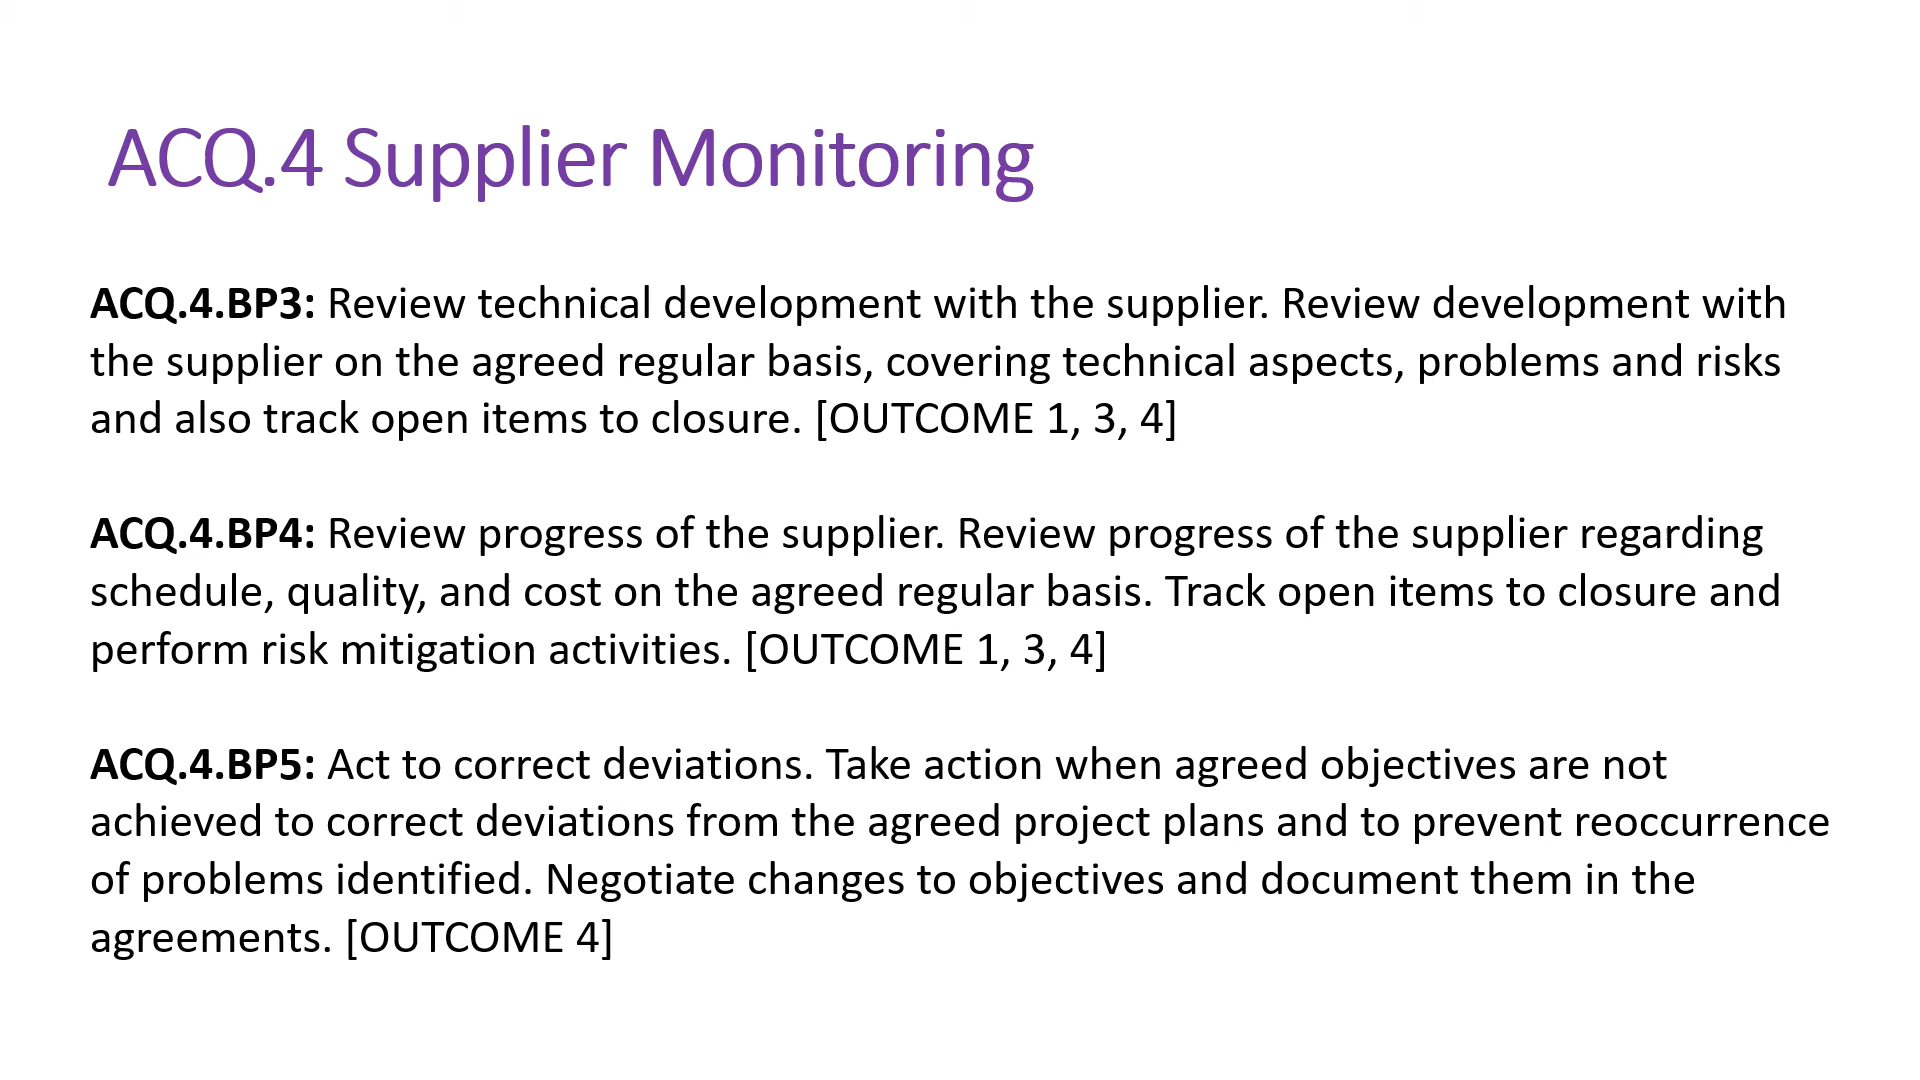 ACQ.4 Supplier Monitoring
ACQ.4.BP3: Review technical development with the supplier. Review development with
the supplier on the agreed regular basis, covering technical aspects, problems and risks
and also track open items to closure. [OUTCOME 1, 3, 4]
ACQ.4.BP4: Review progress of the supplier. Review progress of the supplier regarding
schedule, quality, and cost on the agreed regular basis. Track open items to closure and
perform risk mitigation activities. [OUTCOME 1, 3, 4]
ACQ.4.BP5: Act to correct deviations. Take action when agreed objectives are not
achieved to correct deviations from the agreed project plans and to prevent reoccurrence
of problems identified. Negotiate changes to objectives and document them in the
agreements. [OUTCOME 4]